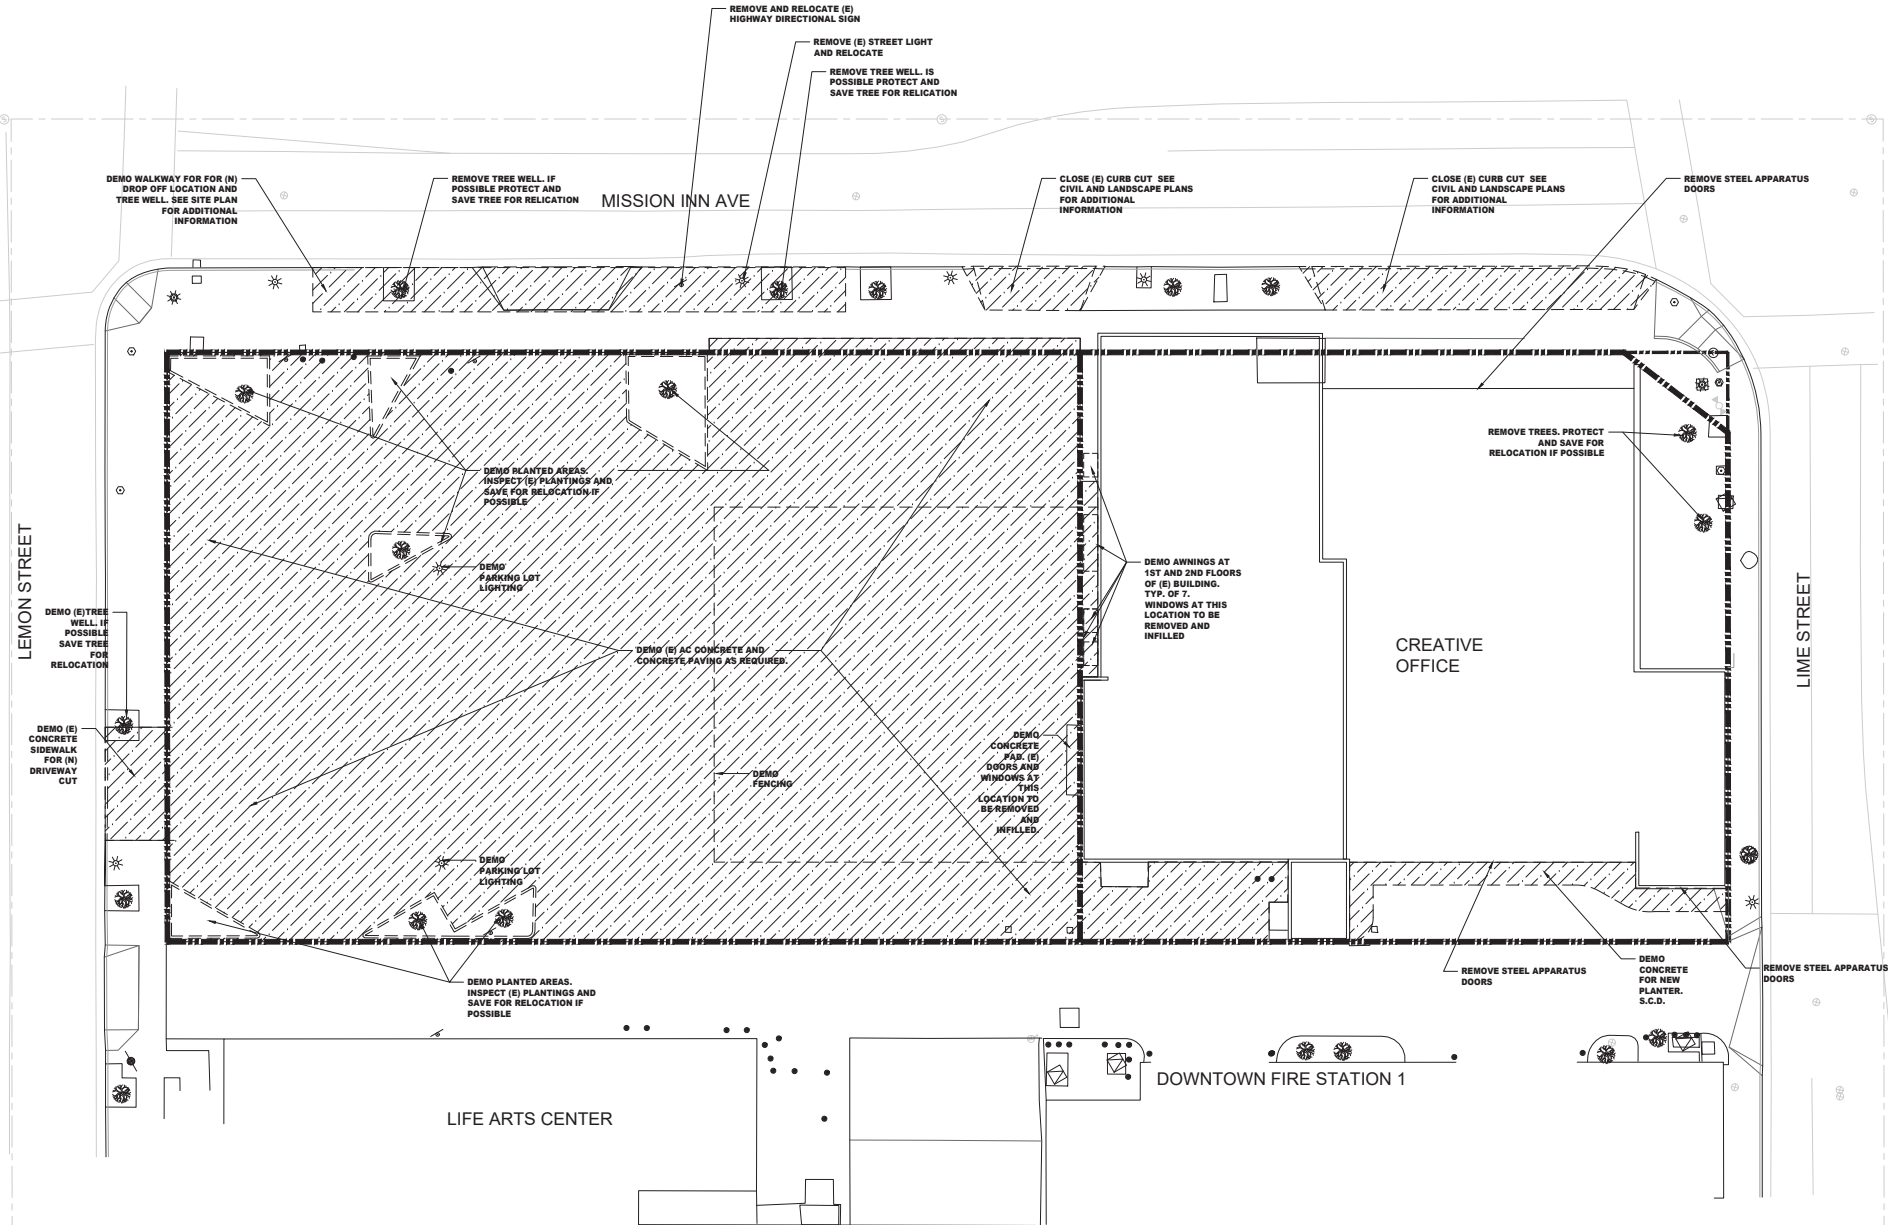 REMOVE AND RELOCATE (E)
HIGHWAY DIRECTIONAL SIGN
REMOVE (E) STREET LIGHT
AND RELOCATE
REMOVE TREE WELL. IS
POSSIBLE PROTECT AND
SAVE TREE FOR RELICATION
DEMO WALKWAY FOR FOR (N)
DROP OFF LOCATION AND
TREE WELL. SEE SITE PLAN
FOR ADDITIONAL
INFORMATION
REMOVE TREE WELL. IF
POSSIBLE PROTECT AND
SAVE TREE FOR RELICATION
MISSION INN AVE
CLOSE (E) CURB CUT SEE
CIVIL AND LANDSCAPE PLANS
FOR ADDITIONAL
INFORMATION
CLOSE (E) CURB CUT SEE
CIVIL AND LANDSCAPE PLANS
FOR ADDITIONAL
INFORMATION
REMOVE STEEL APPARATUS
DOORS
REMOVE TREES. PROTECT
AND SAVE FOR
RELOCATION IF POSSIBLE
DEMO PLANTED AREAS.
INSPECT (E) PLANTINGS AND
SAVE FOR RELOCATION IF
POSSIBLE
DEMO
PARKING LOT
LIGHTING
DEMO AWNINGS AT
1ST AND 2ND FLOORS
OF (E) BUILDING.
TYP. OF 7.
WINDOWS AT THIS
LOCATION TO BE
REMOVED AND
INFILLED
LEMON STREET
LIME STREET
DEMO (E)TREE
WELL. IF
POSSIBLE
SAVE TREE
FOR
RELOCATION
DEMO (E) AC CONCRETE AND
CONCRETE PAVING AS REQUIRED.
CREATIVE
OFFICE
DEMO (E)
CONCRETE
SIDEWALK
FOR (N)
DRIVEWAY
CUT
DEMO
FENCING
DEMO
CONCRETE
PAD. (E)
DOORS AND
WINDOWS AT
THIS
LOCATION TO
BE REMOVED
AND
INFILLED.
DEMO
PARKING LOT
LIGHTING
DEMO PLANTED AREAS.
INSPECT (E) PLANTINGS AND
SAVE FOR RELOCATION IF
POSSIBLE
REMOVE STEEL APPARATUS
DOORS
DEMO
CONCRETE
FOR NEW
PLANTER.
S.C.D.
REMOVE STEEL APPARATUS
DOORS
DOWNTOWN FIRE STATION 1
LIFE ARTS CENTER